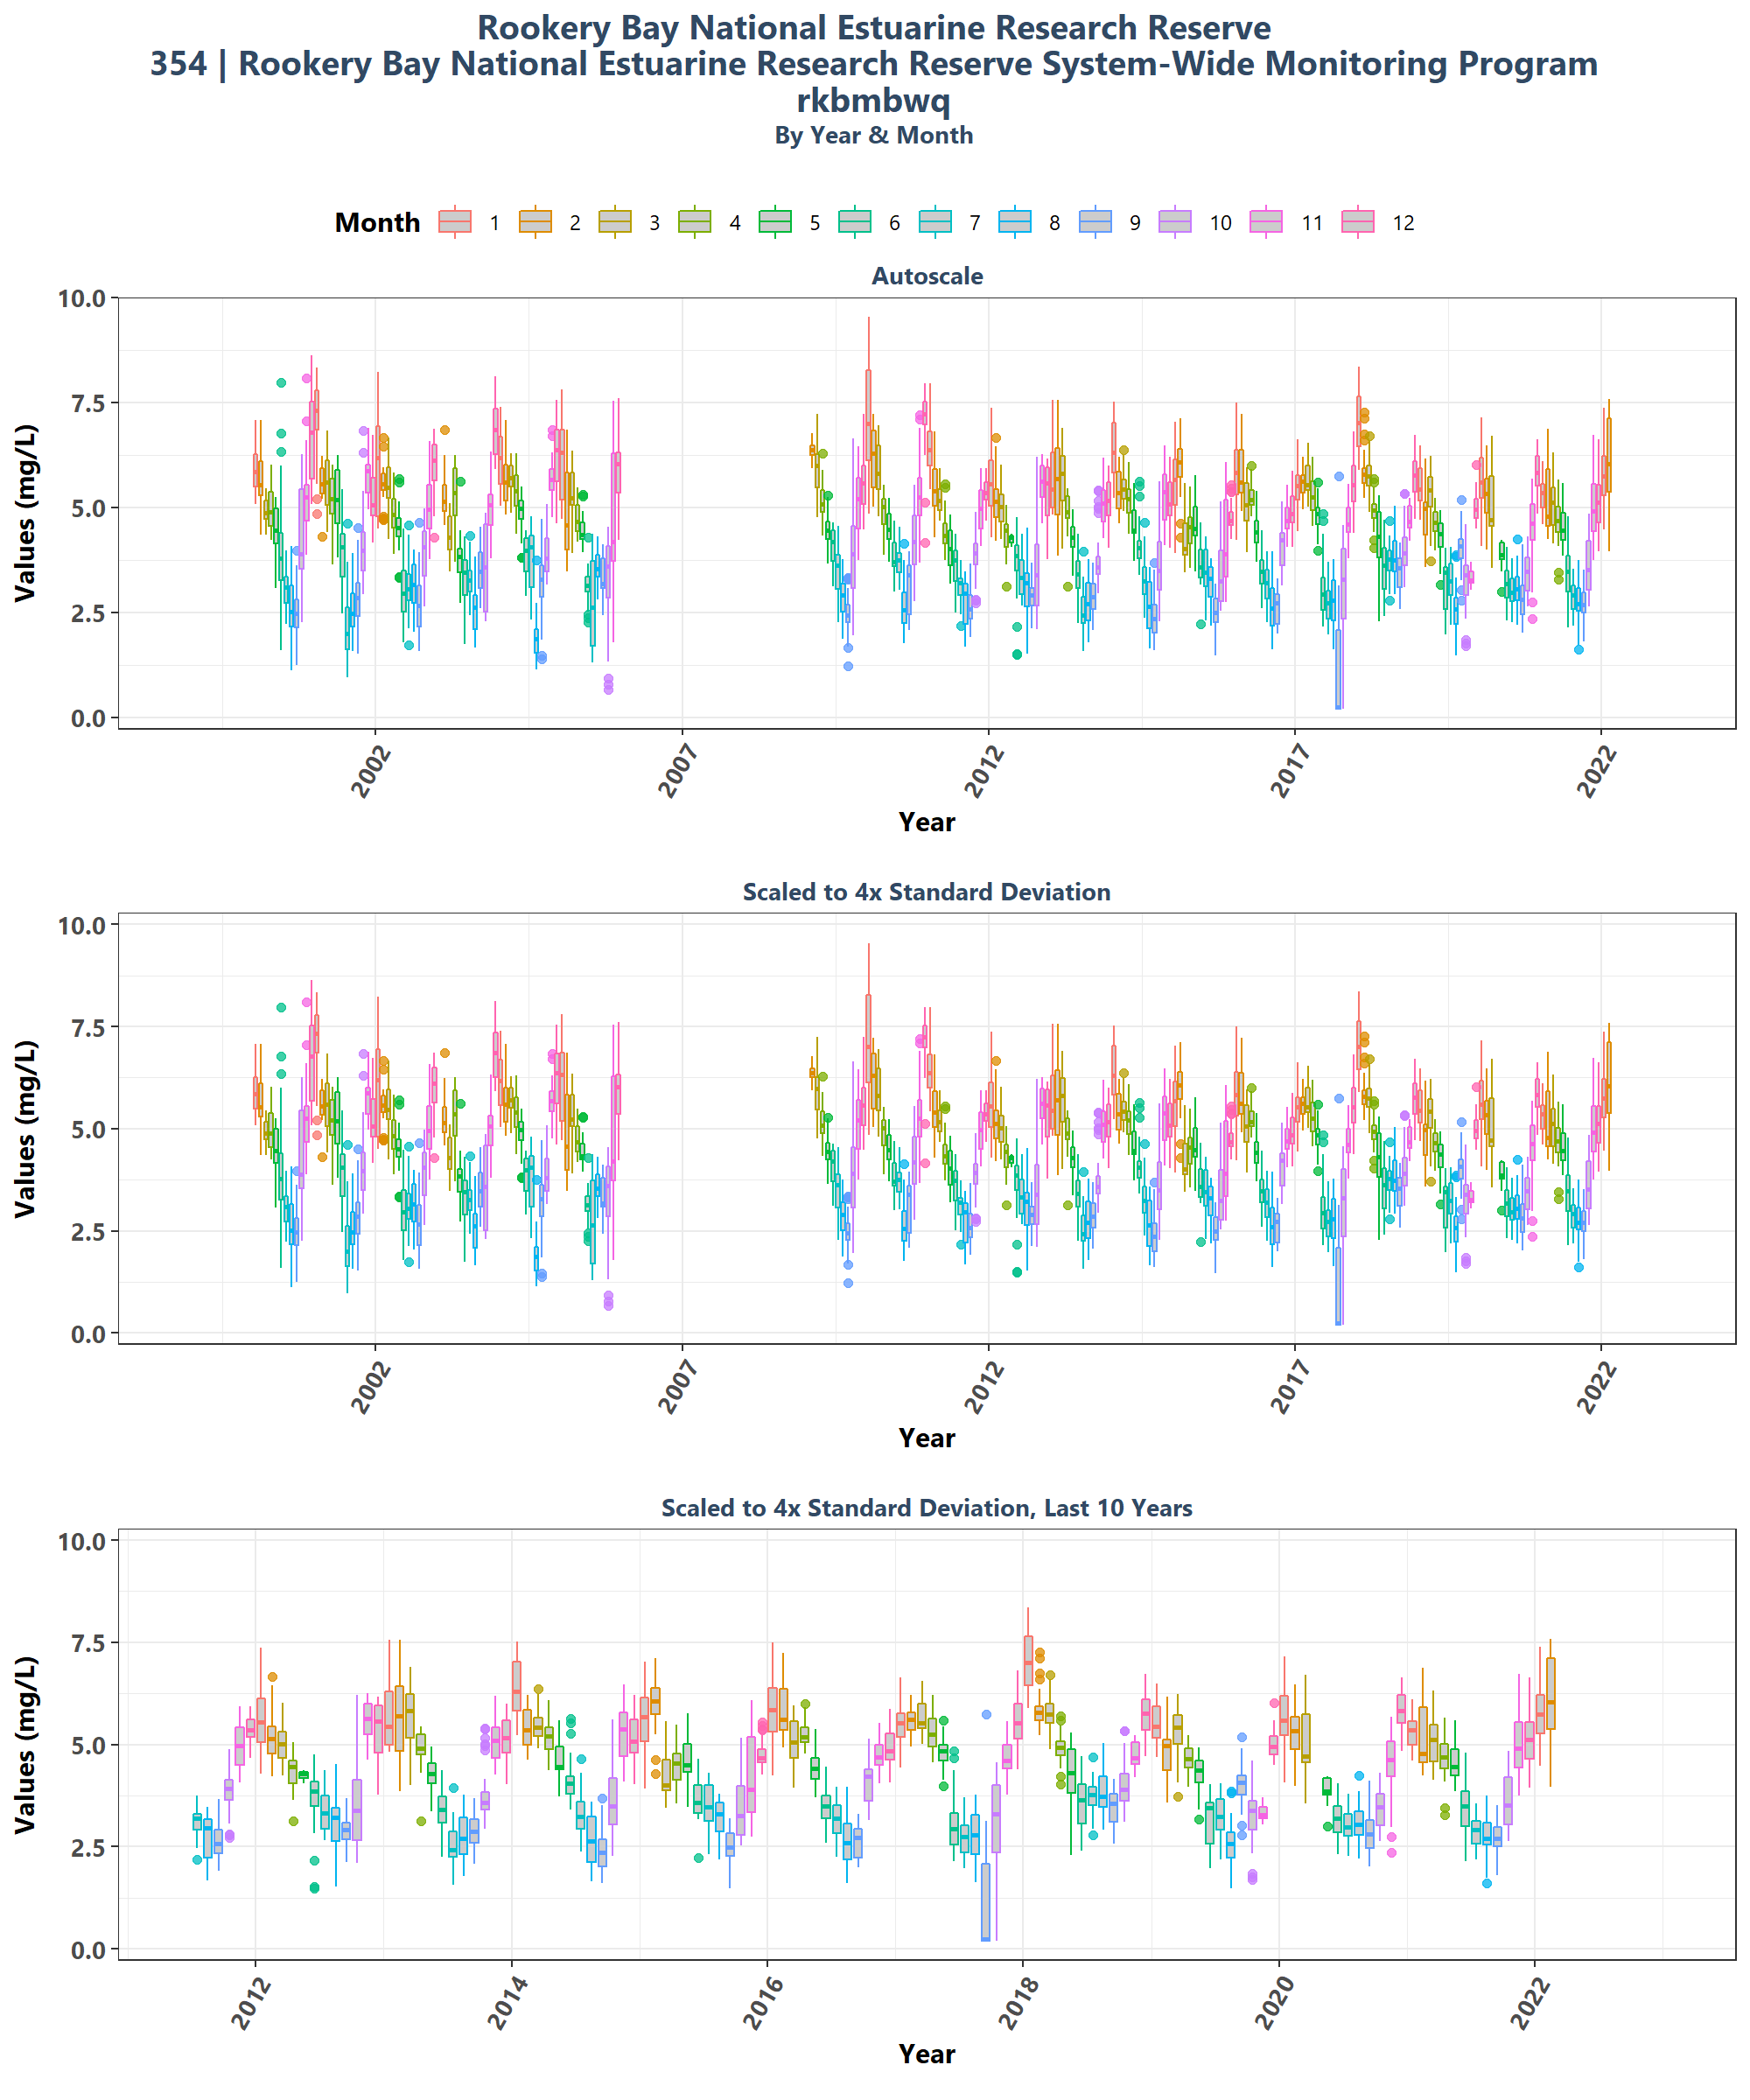 Rookery Bay National Estuarine Research Reserve
354 | Rookery Bay National Estuarine Research Reserve System-Wide Monitoring Program
rkbmbwq
By Year & Month
Month 1 2 3 4 5 6 7 8 9 10 11 12
Autoscale
Values (mg/L)
10.0
7.5
5.0
2.5
0.0
2002 2007 2012 2017 2022
Year
Scaled to 4x Standard Deviation
Values (mg/L)
10.0
7.5
5.0
2.5
0.0
2002 2007 2012 2017 2022
Year
Scaled to 4x Standard Deviation, Last 10 Years
Values (mg/L)
10.0
7.5
5.0
2.5
0.0
2012 2014 2016 2018 2020 2022
Year